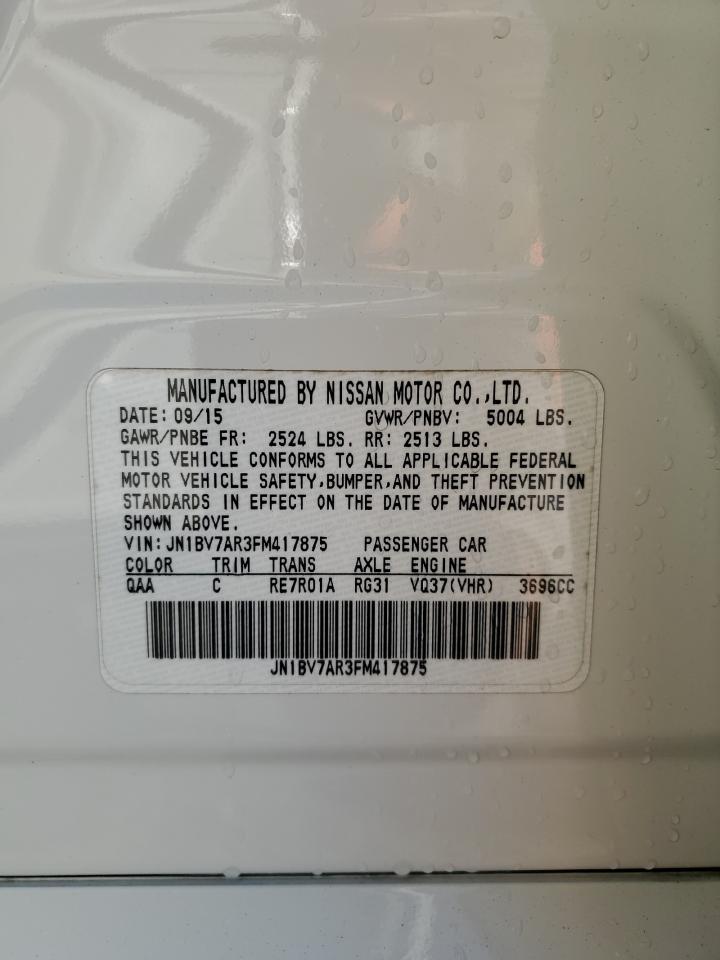 MANUFACTURED BY NISSAN MOTOR CO.,LTD.
DATE: 09/15 GVWR/PNBV: 5004 LBS.
GAWR/PNBE FR: 2524 LBS. RR: 2513 LBS.
THIS VEHICLE CONFORMS TO ALL APPLICABLE FEDERAL
MOTOR VEHICLE SAFETY,BUMPER,AND THEFT PREVENTION
STANDARDS IN EFFECT ON THE DATE OF MANUFACTURE
SHOWN ABOVE.
VIN:JN1BV7AR3FM417875 PASSENGER CAR
COLOR TRIM TRANS AXLE ENGINE
QAA C RE7R01A RG31 VQ37(VHR) 3696CC
JN1BV7AR3FM417875